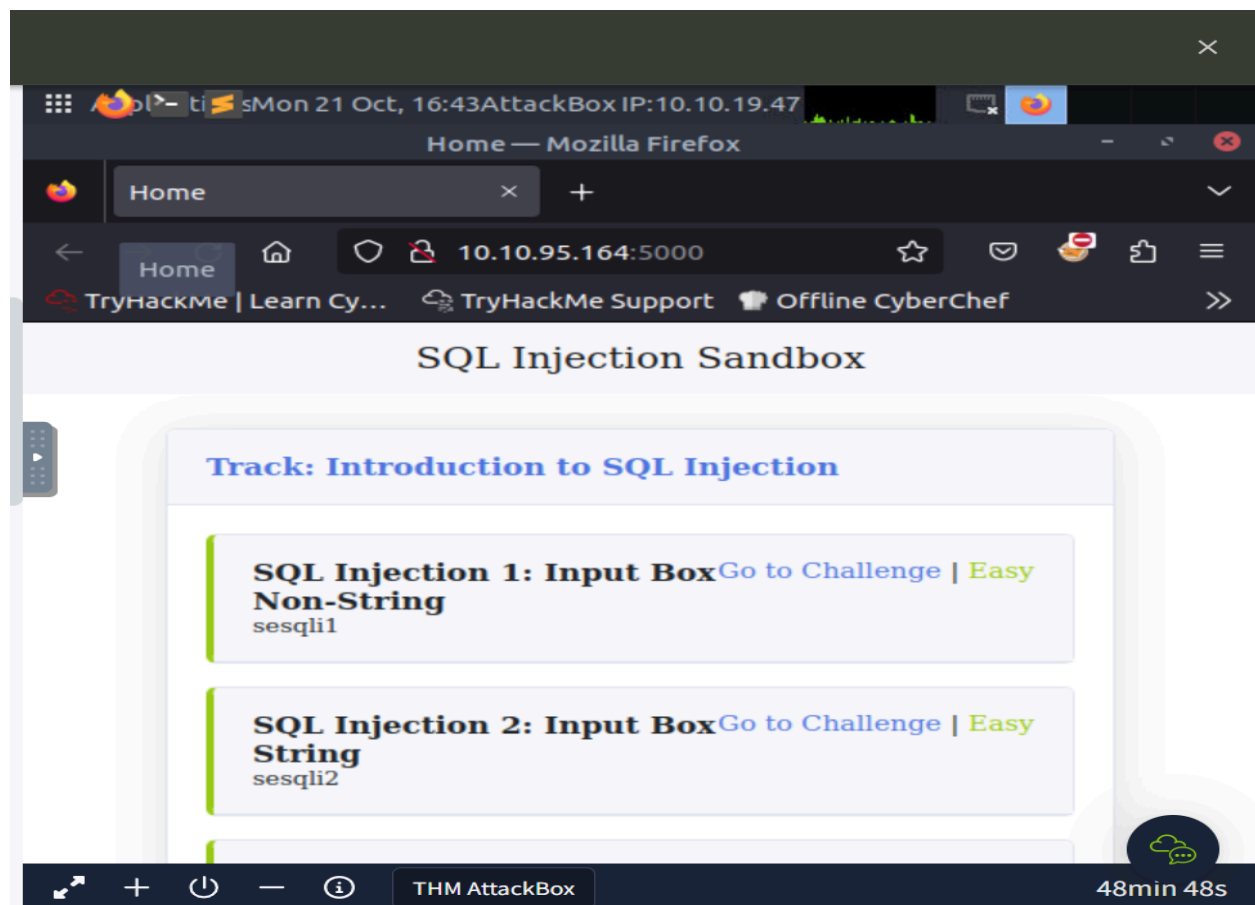 sMon 21 Oct, 16:43AttackBox IP:10.10.19.47
Home — Mozilla Firefox
Home
10.10.95.164:5000
Home
TryHackMe | Learn Cy... TryHackMe Support Offline CyberChef
SQL Injection Sandbox
Track: Introduction to SQL Injection
SQL Injection 1: Input Box Go to Challenge | Easy
Non-String
sesqli1
SQL Injection 2: Input Box Go to Challenge | Easy
String
sesqli2
THM AttackBox 48min 48s